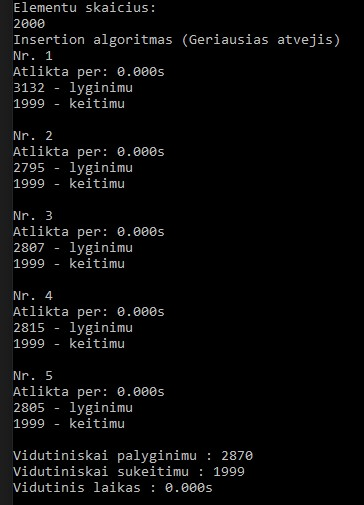 Elementu skaicius:
2000
Insertion algoritmas (Geriausias atvejis)
Nr. 1
Atlikta per: 0.000s
3132 - lyginimu
1999 - keitimu
Nr. 2
Atlikta per: 0.000s
2795 - lyginimu
1999 - keitimu
Nr. 3
Atlikta per: 0.000s
2807 - lyginimu
1999 - keitimu
Nr. 4
Atlikta per: 0.000s
2815 - lyginimu
1999 - keitimu
Nr. 5
Atlikta per: 0.000s
2805 - lyginimu
1999 - keitimu
Vidutiniskai palyginimu : 2870
Vidutiniskai sukeitimu : 1999
Vidutinis laikas : 0.000s